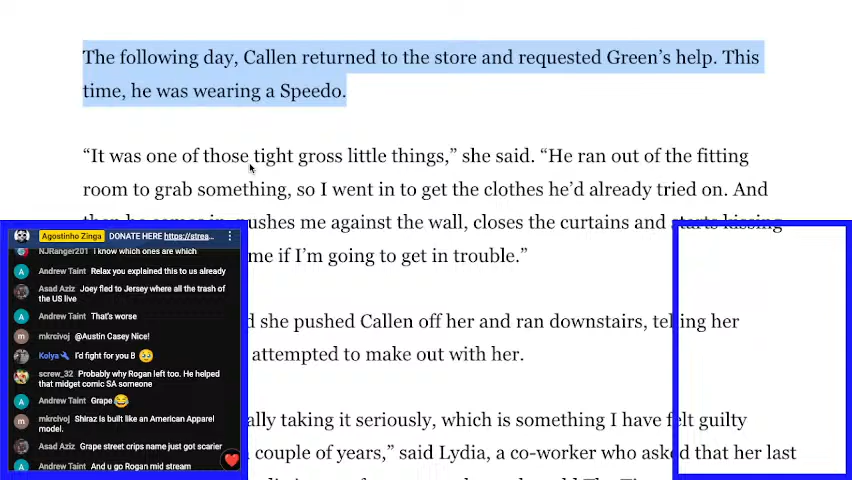 The following day, Callen returned to the store and requested Green’s help. This
time, he was wearing a Speedo.
“It was one of those tight gross little things,” she said. “He ran out of the fitting
room to grab something, so I went in to get the clothes he’d already tried on. And
pushes me against the wall, closes the curtains and starts kissing
me if I’m going to get in trouble.”
she pushed Callen off her and ran downstairs, telling her
attempted to make out with her.
taking it seriously, which is something I have felt guilty
couple of years,” said Lydia, a co-worker who asked that her last
Agostinho Zinga DONATE HERE https://strea...
NJRanger201 I know which ones are which
Andrew Taint Relax you explained this to us already
Asad Aziz Joey fled to Jersey where all the trash of
the US live
Andrew Taint That's worse
mkrcivoj @Austin Casey Nice!
Kolya I'd fight for you B
screw_32 Probably why Rogan left too. He helped
that midget comic SA someone
Andrew Taint Grape
mkrcivoj Shiraz is built like an American Apparel
model.
Asad Aziz Grape street crips name just got scarier
Andrew Taint And u go Rogan mid stream